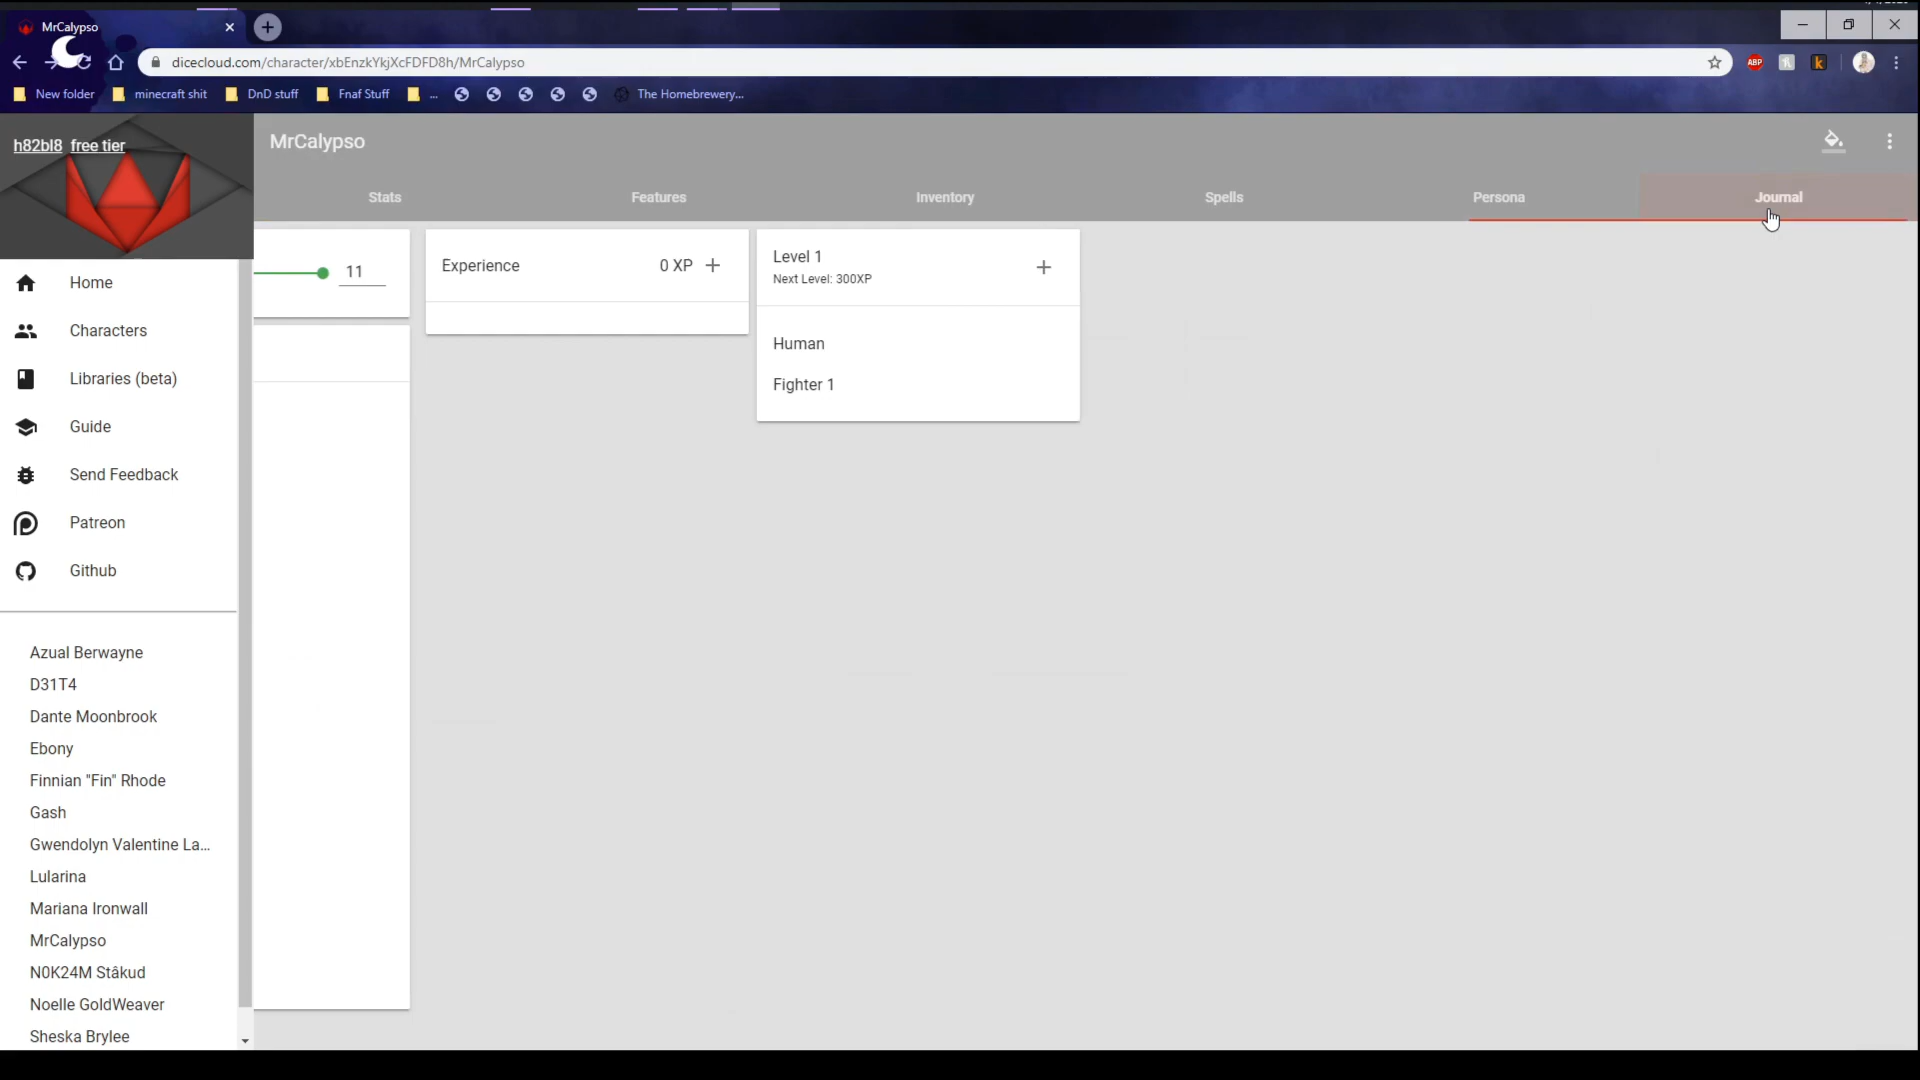 MrCalypso
dicecloud.com/character/xbEnzkYkjXcFDFD8h/MrCalypso
ABP
k
New folder
minecraft shit
DnD stuff
Fnaf Stuff
...
The Homebrewery...
h82bl8 free tier
MrCalypso
Stats
Features
Inventory
Spells
Persona
Journal
11
Experience
0 XP
Level 1
Next Level: 300XP
Human
Fighter 1
Home
Characters
Libraries (beta)
Guide
Send Feedback
Patreon
Github
Azual Berwayne
D31T4
Dante Moonbrook
Ebony
Finnian "Fin" Rhode
Gash
Gwendolyn Valentine La...
Lularina
Mariana Ironwall
MrCalypso
N0K24M Stâkud
Noelle GoldWeaver
Sheska Brylee